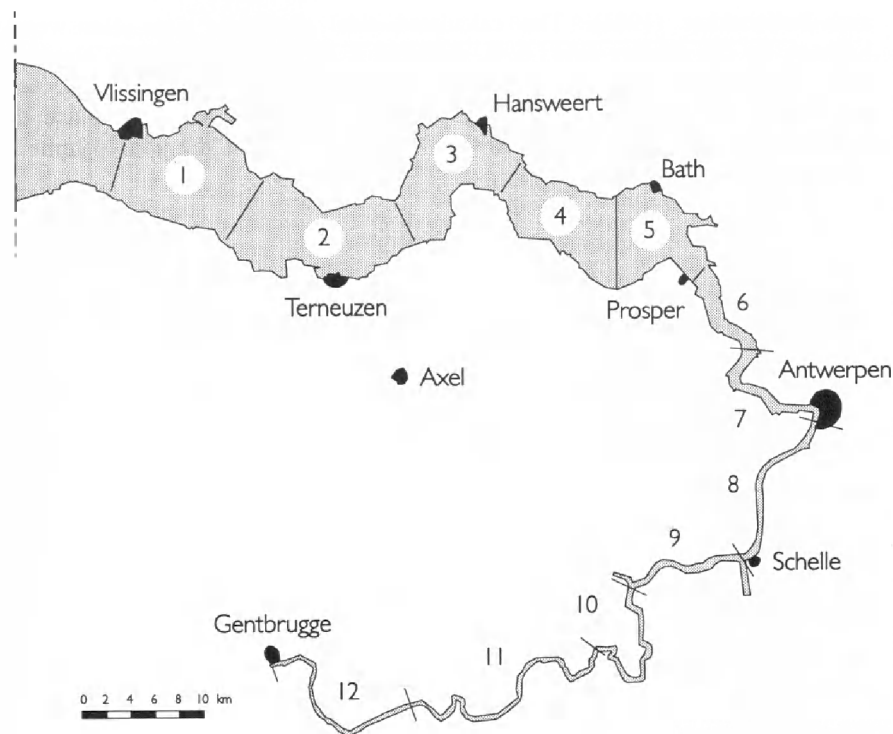 Vlissingen
Hansweert
3
1
Bath
4
5
2
Terneuzen
Prosper
6
Antwerpen
Axel
7
8
9
Schelle
10
Gentbrugge
11
12
0 2 4 6 8 10 km